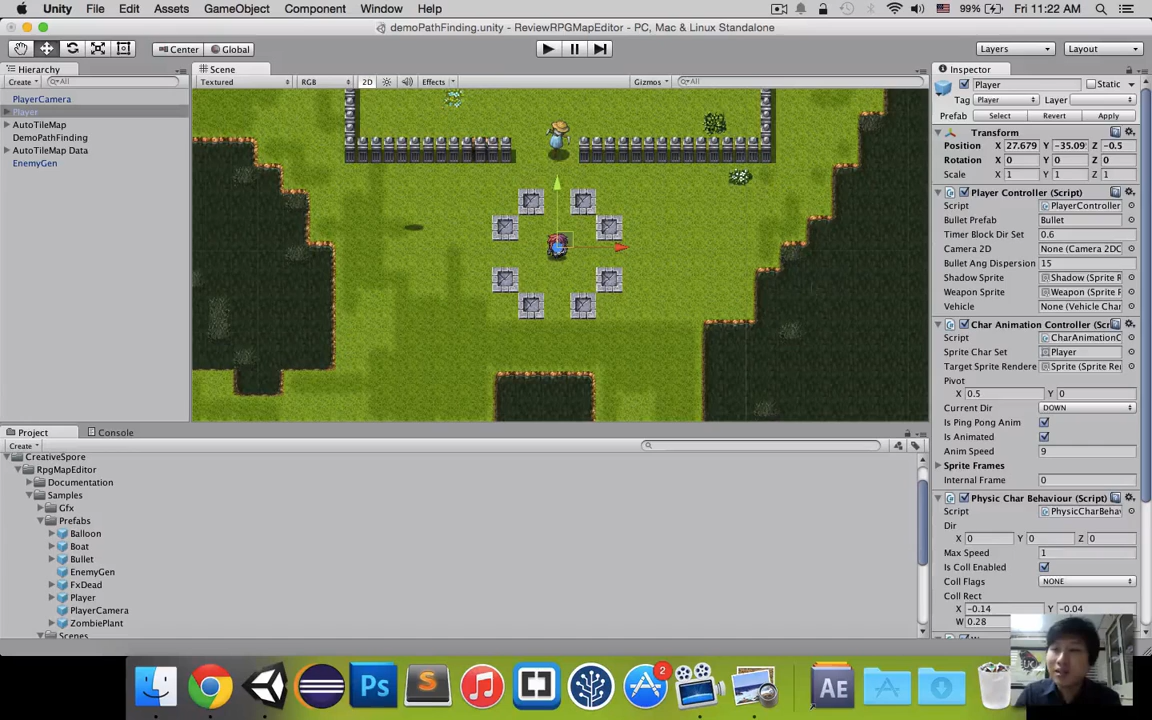 Unity File Edit Assets GameObject Component Window Help 99% Fri 11:22 AM
demoPathFinding.unity - ReviewRPGMapEditor - PC, Mac & Linux Standalone
Center Global Layers Layout
Hierarchy
Create All
PlayerCamera
Player
AutoTileMap
DemoPathFinding
AutoTileMap Data
EnemyGen
Scene
Textured RGB 2D Effects Gizmos All
Project Console
Create
CreativeSpore
RpgMapEditor
Documentation
Samples
Gfx
Prefabs
Balloon
Boat
Bullet
EnemyGen
FxDead
Player
PlayerCamera
ZombiePlant
Scenes
Inspector
Player Static
Tag Player Layer
Prefab Select Revert Apply
Transform
Position X 27.679 Y -35.09 Z -0.5
Rotation X 0 Y 0 Z 0
Scale X 1 Y 1 Z 1
Player Controller (Script)
Script PlayerController
Bullet Prefab Bullet
Timer Block Dir Set 0.6
Camera 2D None (Camera 2DC
Bullet Ang Dispersion 15
Shadow Sprite Shadow (Sprite R
Weapon Sprite Weapon (Sprite R
Vehicle None (Vehicle Char
Char Animation Controller (Scr
Script CharAnimationC
Sprite Char Set Player
Target Sprite Rendere Sprite (Sprite Rei
Pivot
X 0.5 Y 0
Current Dir DOWN
Is Ping Pong Anim
Is Animated
Anim Speed 9
Sprite Frames
Internal Frame 0
Physic Char Behaviour (Script)
Script PhysicCharBeha
Dir
X 0 Y 0 Z 0
Max Speed 1
Is Coll Enabled
Coll Flags NONE
Coll Rect
X -0.14 Y -0.04
W 0.28
Ps S 2 AE